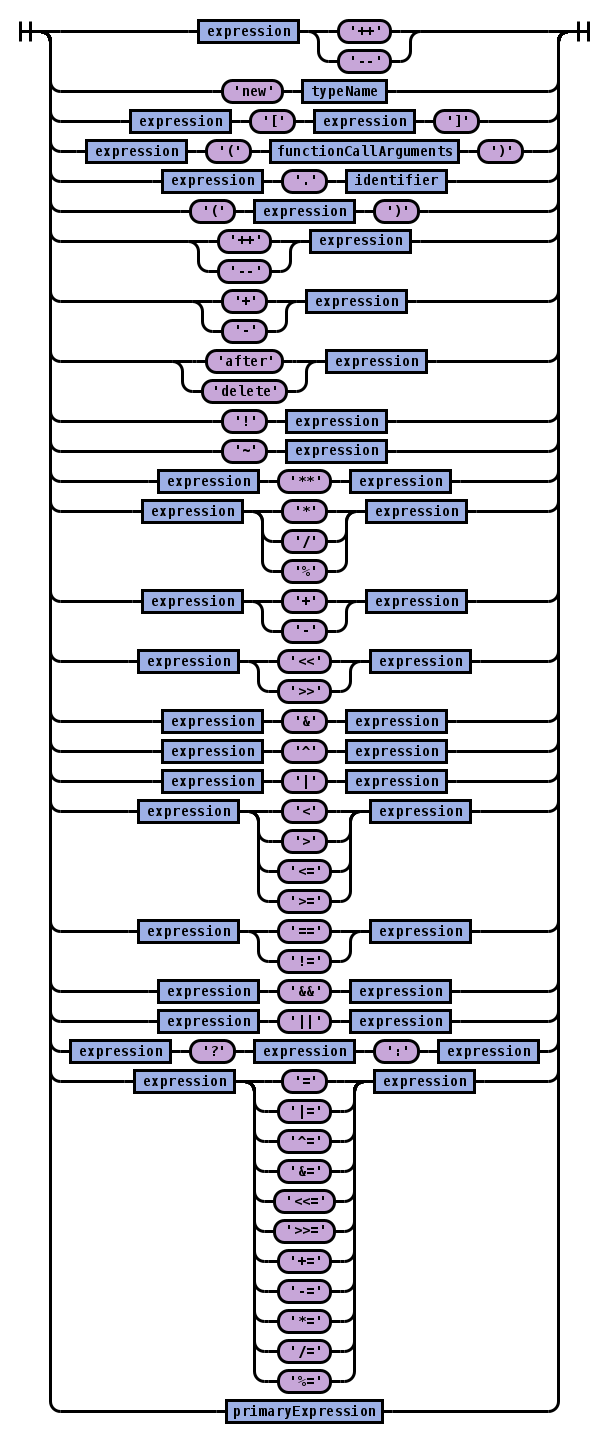 expression '++'
'--'
'new' typeName
expression '[' expression ']'
expression '(' functionCallArguments ')'
expression '.' identifier
'(' expression ')'
'++' expression
'--'
'+' expression
'-'
'after' expression
'delete'
'!' expression
'~' expression
expression '**' expression
expression '*' expression
'/'
'%'
expression '+' expression
'-'
expression '<<' expression
'>>'
expression '&' expression
expression '^' expression
expression '|' expression
expression '<' expression
'>'
'<='
'>='
expression '==' expression
'!='
expression '&&' expression
expression '||' expression
expression '?' expression ':' expression
expression '=' expression
'|='
'^='
'&='
'<<='
'>>='
'+='
'-='
'*='
'/='
'%='
primaryExpression